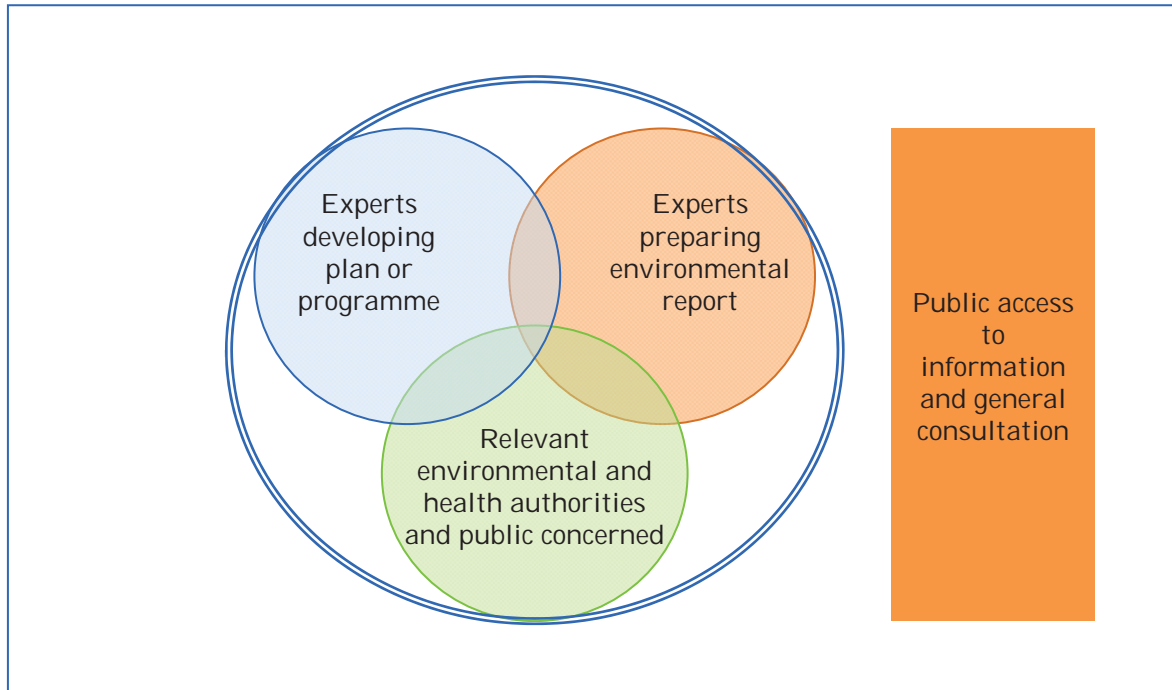 Experts
developing
plan or
programme
Experts
preparing
environmental
report
Relevant
environmental and
health authorities
and public concerned
Public access
to
information
and general
consultation